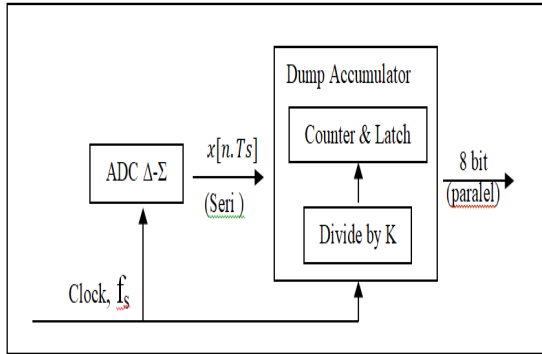 Dump Accumulator
Counter & Latch
x[n.Ts]
ADC Δ-Σ
(Seri )
8 bit
(paralel)
Divide by K
Clock, fs